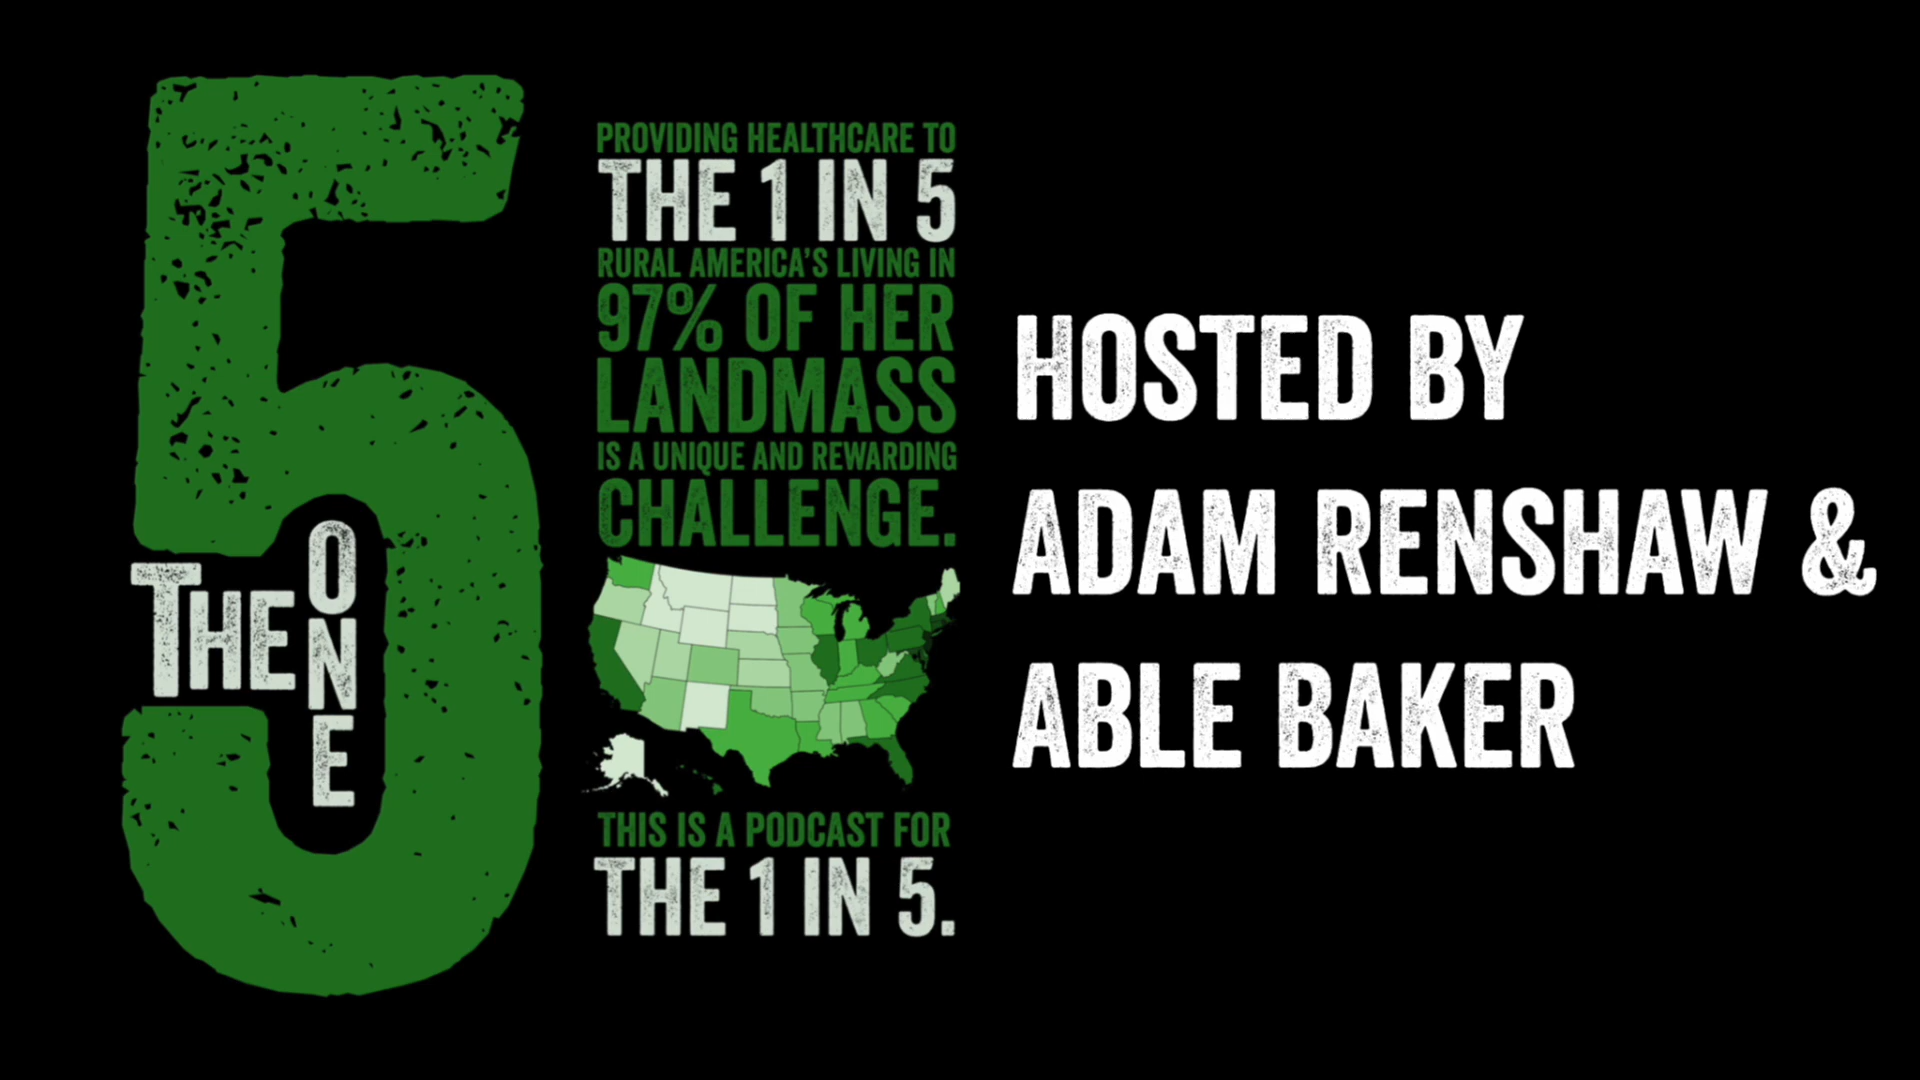 5
THE
ONE
PROVIDING HEALTHCARE TO
THE 1 IN 5
RURAL AMERICA'S LIVING IN
97% OF HER
LANDMASS
IS A UNIQUE AND REWARDING
CHALLENGE.
THIS IS A PODCAST FOR
THE 1 IN 5.
HOSTED BY
ADAM RENSHAW &
ABLE BAKER